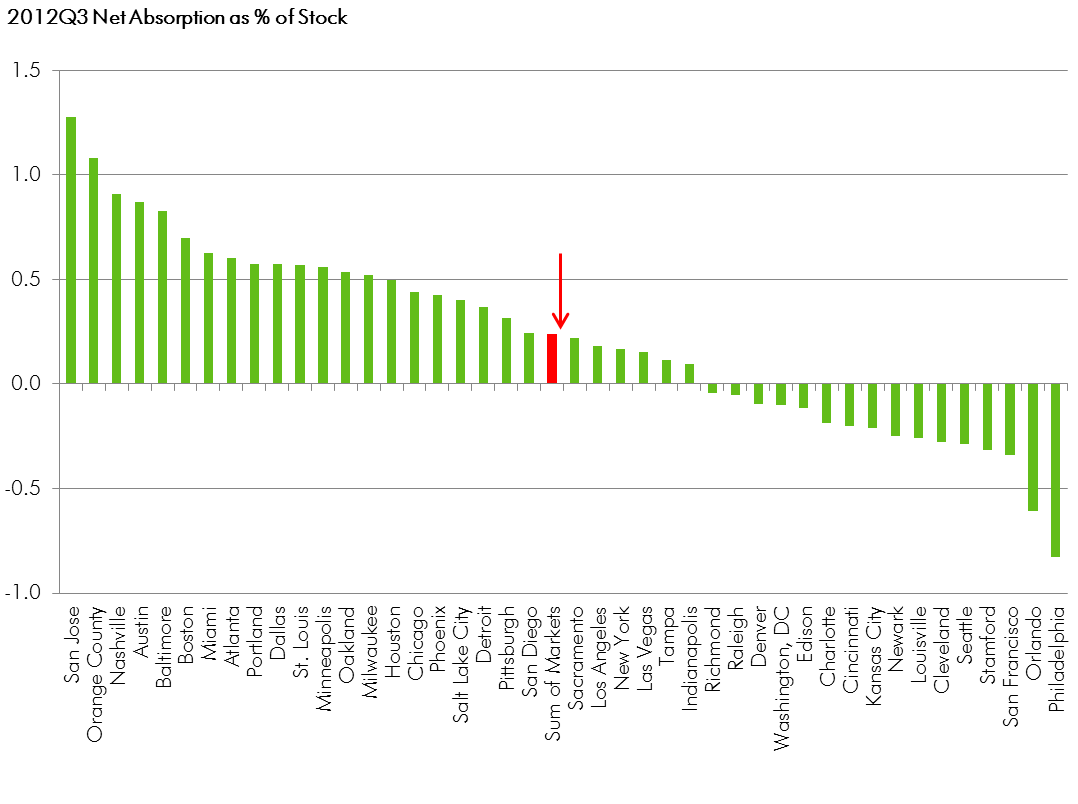 2012Q3 Net Absorption as % of Stock
1.5
1.0
0.5
0.0
-0.5
-1.0
San Jose
Orange County
Nashville
Austin
Baltimore
Boston
Miami
Atlanta
Portland
Dallas
St. Louis
Minneapolis
Oakland
Milwaukee
Houston
Chicago
Phoenix
Salt Lake City
Detroit
Pittsburgh
San Diego
Sum of Markets
Sacramento
Los Angeles
New York
Las Vegas
Tampa
Indianapolis
Richmond
Raleigh
Denver
Washington, DC
Edison
Charlotte
Cincinnati
Kansas City
Newark
Louisville
Cleveland
Seattle
Stamford
San Francisco
Orlando
Philadelphia